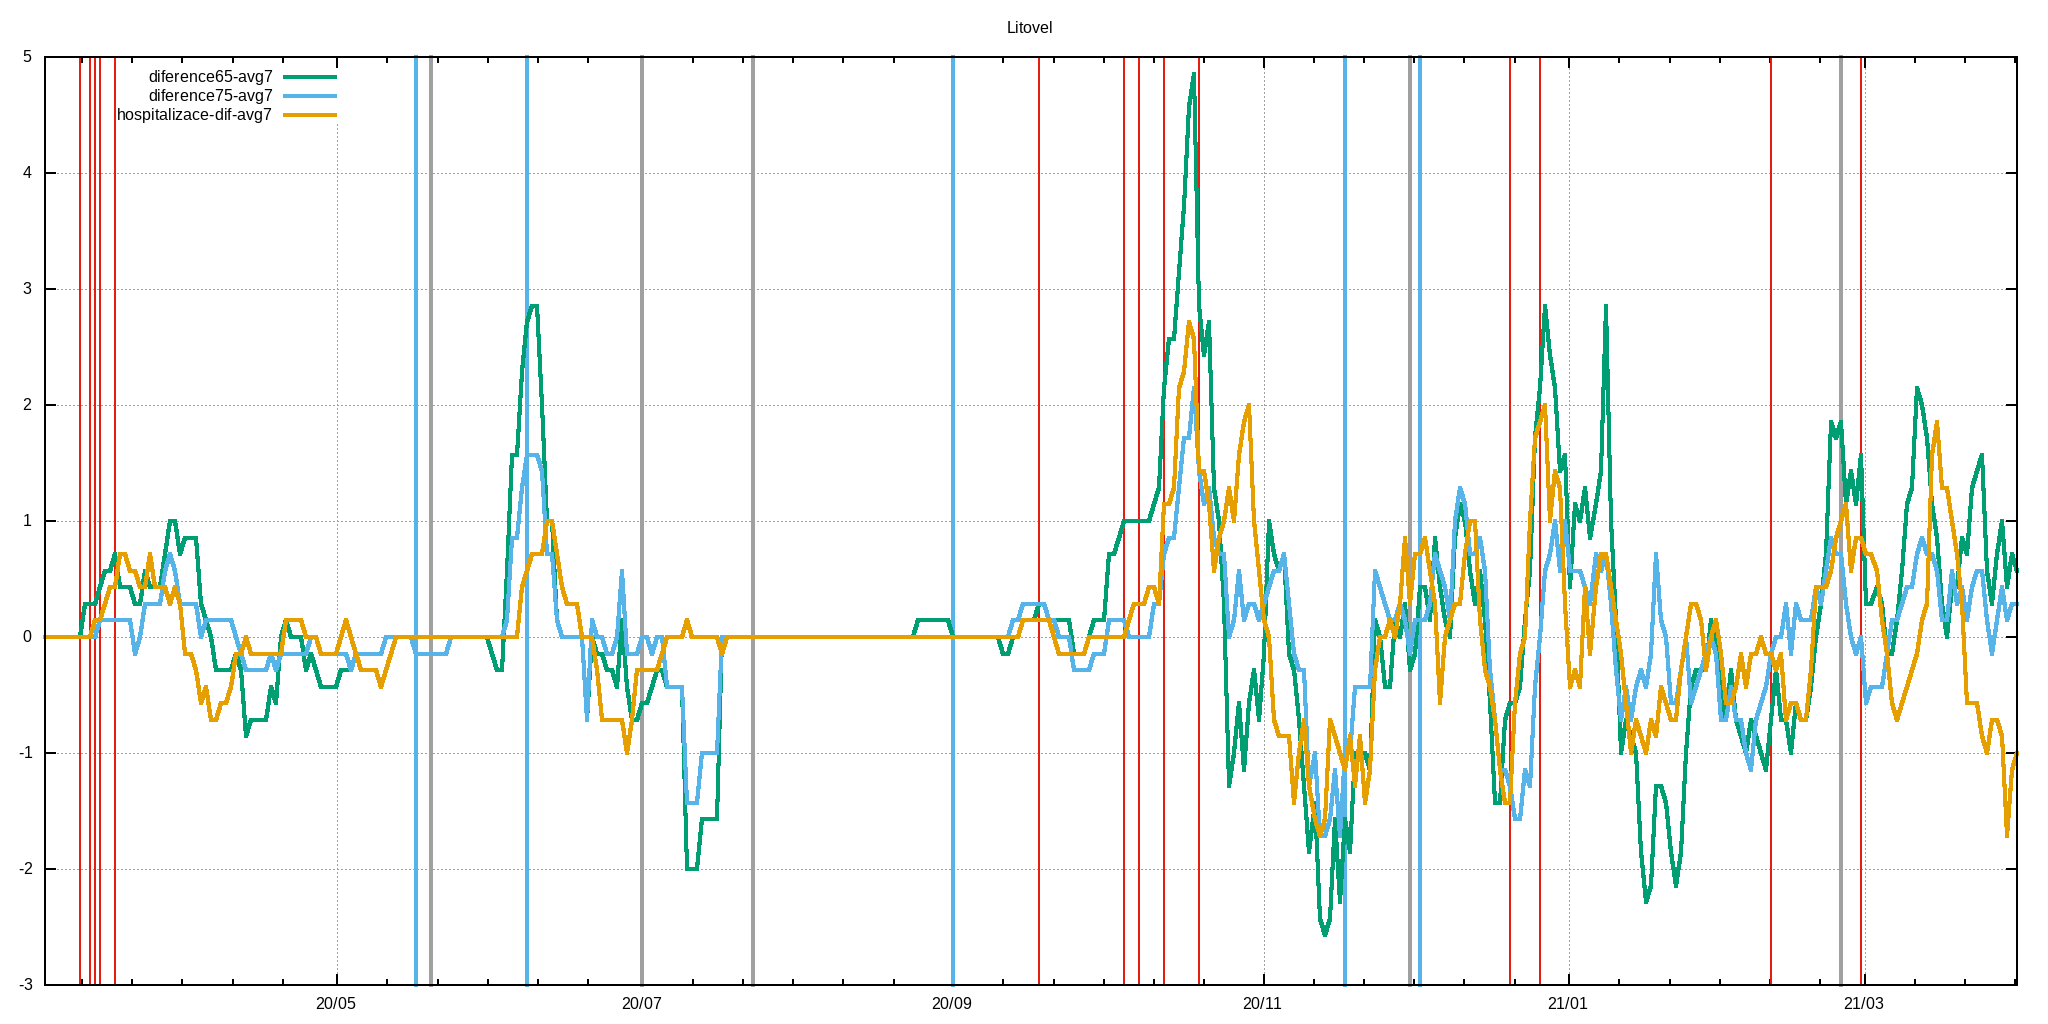 Litovel
diference65-avg7
diference75-avg7
hospitalizace-dif-avg7
5
4
3
2
1
0
-1
-2
-3
20/05 20/07 20/09 20/11 21/01 21/03